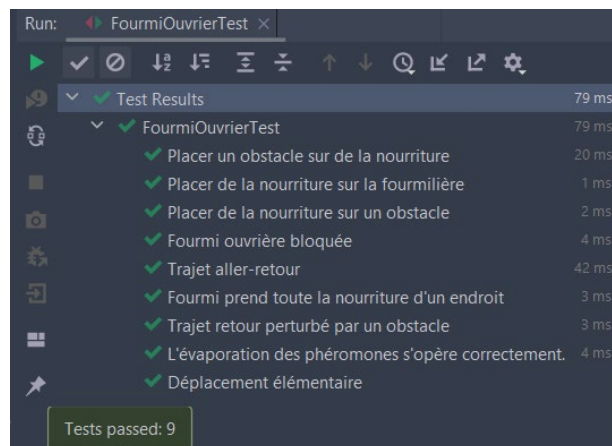 Run: FourmiOuvrierTest
Test Results 79 ms
FourmiOuvrierTest 79 ms
Placer un obstacle sur de la nourriture 20 ms
Placer de la nourriture sur la fourmilière 1 ms
Placer de la nourriture sur un obstacle 2 ms
Fourmi ouvrière bloquée 4 ms
Trajet aller-retour 42 ms
Fourmi prend toute la nourriture d'un endroit 3 ms
Trajet retour perturbé par un obstacle 3 ms
L'évaporation des phéromones s'opère correctement. 4 ms
Déplacement élémentaire
Tests passed: 9